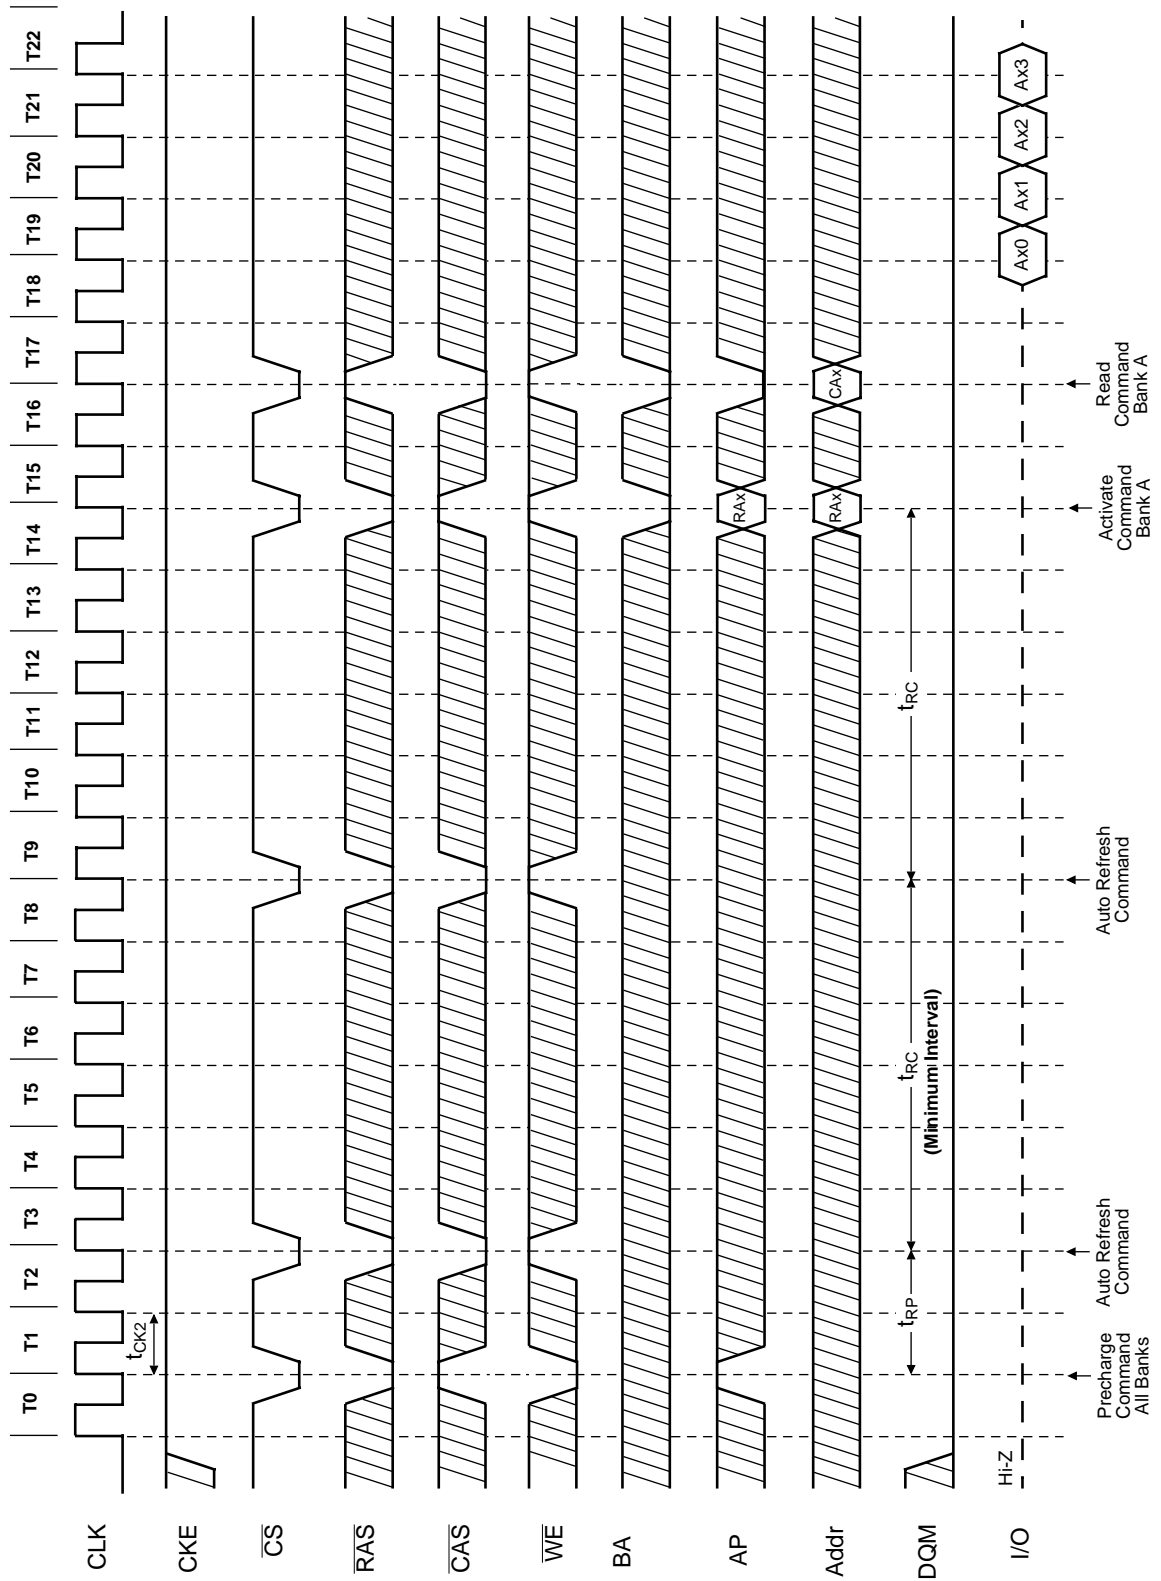 T0 T1 T2 T3 T4 T5 T6 T7 T8 T9 T10 T11 T12 T13 T14 T15 T16 T17 T18 T19 T20 T21 T22
CLK
tCK2
CKE
CS
RAS
CAS
WE
BA
AP
RAx
Addr
RAx CAx
DQM
tRP tRC tRC
(Minimum Interval)
I/O
Hi-Z
Ax0 Ax1 Ax2 Ax3
Precharge
Command
All Banks
Auto Refresh
Command
Auto Refresh
Command
Activate
Command
Bank A
Read
Command
Bank A